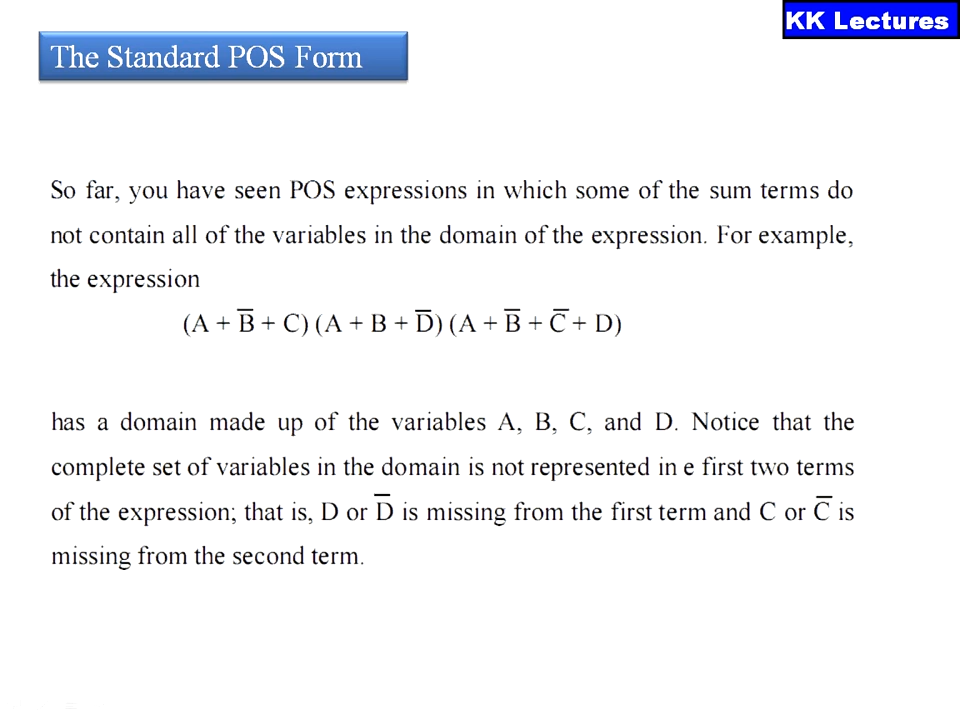 KK Lectures
The Standard POS Form
So far, you have seen POS expressions in which some of the sum terms do
not contain all of the variables in the domain of the expression. For example,
the expression
(A + B̅ + C) (A + B + D̅) (A + B̅ + C̅ + D)
has a domain made up of the variables A, B, C, and D. Notice that the
complete set of variables in the domain is not represented in e first two terms
of the expression; that is, D or D̅ is missing from the first term and C or C̅ is
missing from the second term.